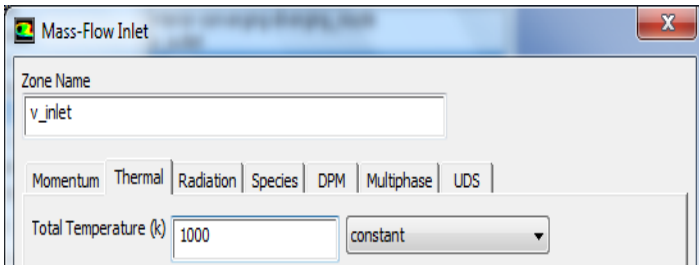 Mass-Flow Inlet
X
Zone Name
v_inlet
Momentum Thermal Radiation Species DPM Multiphase UDS
Total Temperature (k) 1000 constant